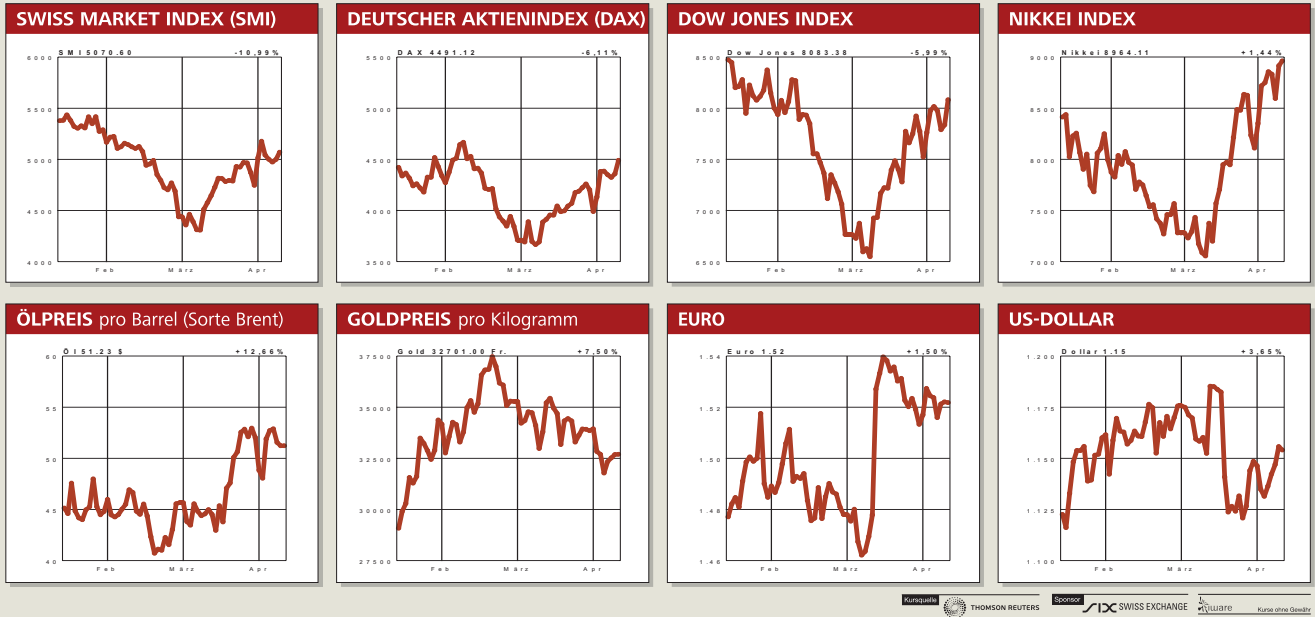 SWISS MARKET INDEX (SMI)
SMI 5070.60 -10,99%
6000
5500
5000
4500
4000
Feb März Apr
DEUTSCHER AKTIENINDEX (DAX)
DAX 4491.12 -6,11%
5500
5000
4500
4000
3500
Feb März Apr
DOW JONES INDEX
Dow Jones 8083.38 -5,99%
8500
8000
7500
7000
6500
Feb März Apr
NIKKEI INDEX
Nikkei 8964.11 +1,44%
9000
8500
8000
7500
7000
Feb März Apr
ÖLPREIS pro Barrel (Sorte Brent)
Öl 51.23 $ +12,66%
60
55
50
45
40
Feb März Apr
GOLDPREIS pro Kilogramm
Gold 32701.00 Fr. +7,50%
37500
35000
32500
30000
27500
Feb März Apr
EURO
Euro 1.52 +1,50%
1.54
1.52
1.50
1.48
1.46
Feb März Apr
US-DOLLAR
Dollar 1.15 +3,65%
1.200
1.175
1.150
1.125
1.100
Feb März Apr
Kursquelle THOMSON REUTERS Sponsor SIX SWISS EXCHANGE Kurse ohne Gewähr